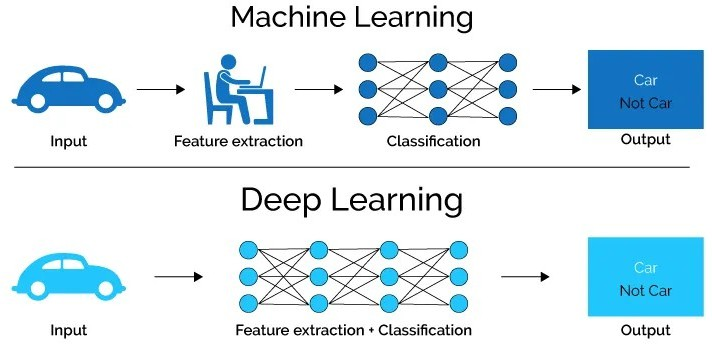 Machine Learning
Car
Not Car
Input
Feature extraction
Classification
Output
Deep Learning
Car
Not Car
Input
Feature extraction + Classification
Output